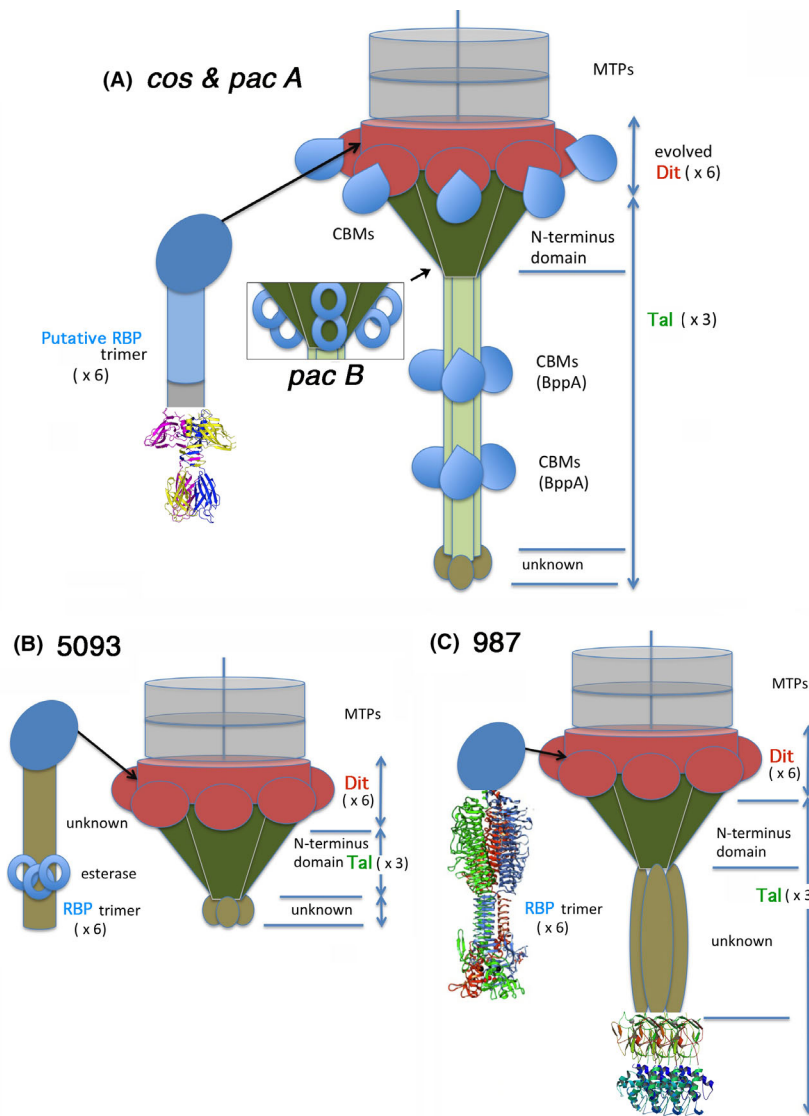 (A) cos & pac A
MTPs
evolved
Dit ( x 6)
CBMs
N-terminus
domain
Tal ( x 3)
Putative RBP
trimer
( x 6)
pac B
CBMs
(BppA)
CBMs
(BppA)
unknown
(B) 5093
MTPs
Dit
( x 6)
unknown
N-terminus
domain Tal ( x 3)
esterase
RBP trimer
( x 6)
unknown
(C) 987
MTPs
Dit
( x 6)
N-terminus
domain
Tal ( x 3
RBP trimer
( x 6)
unknown